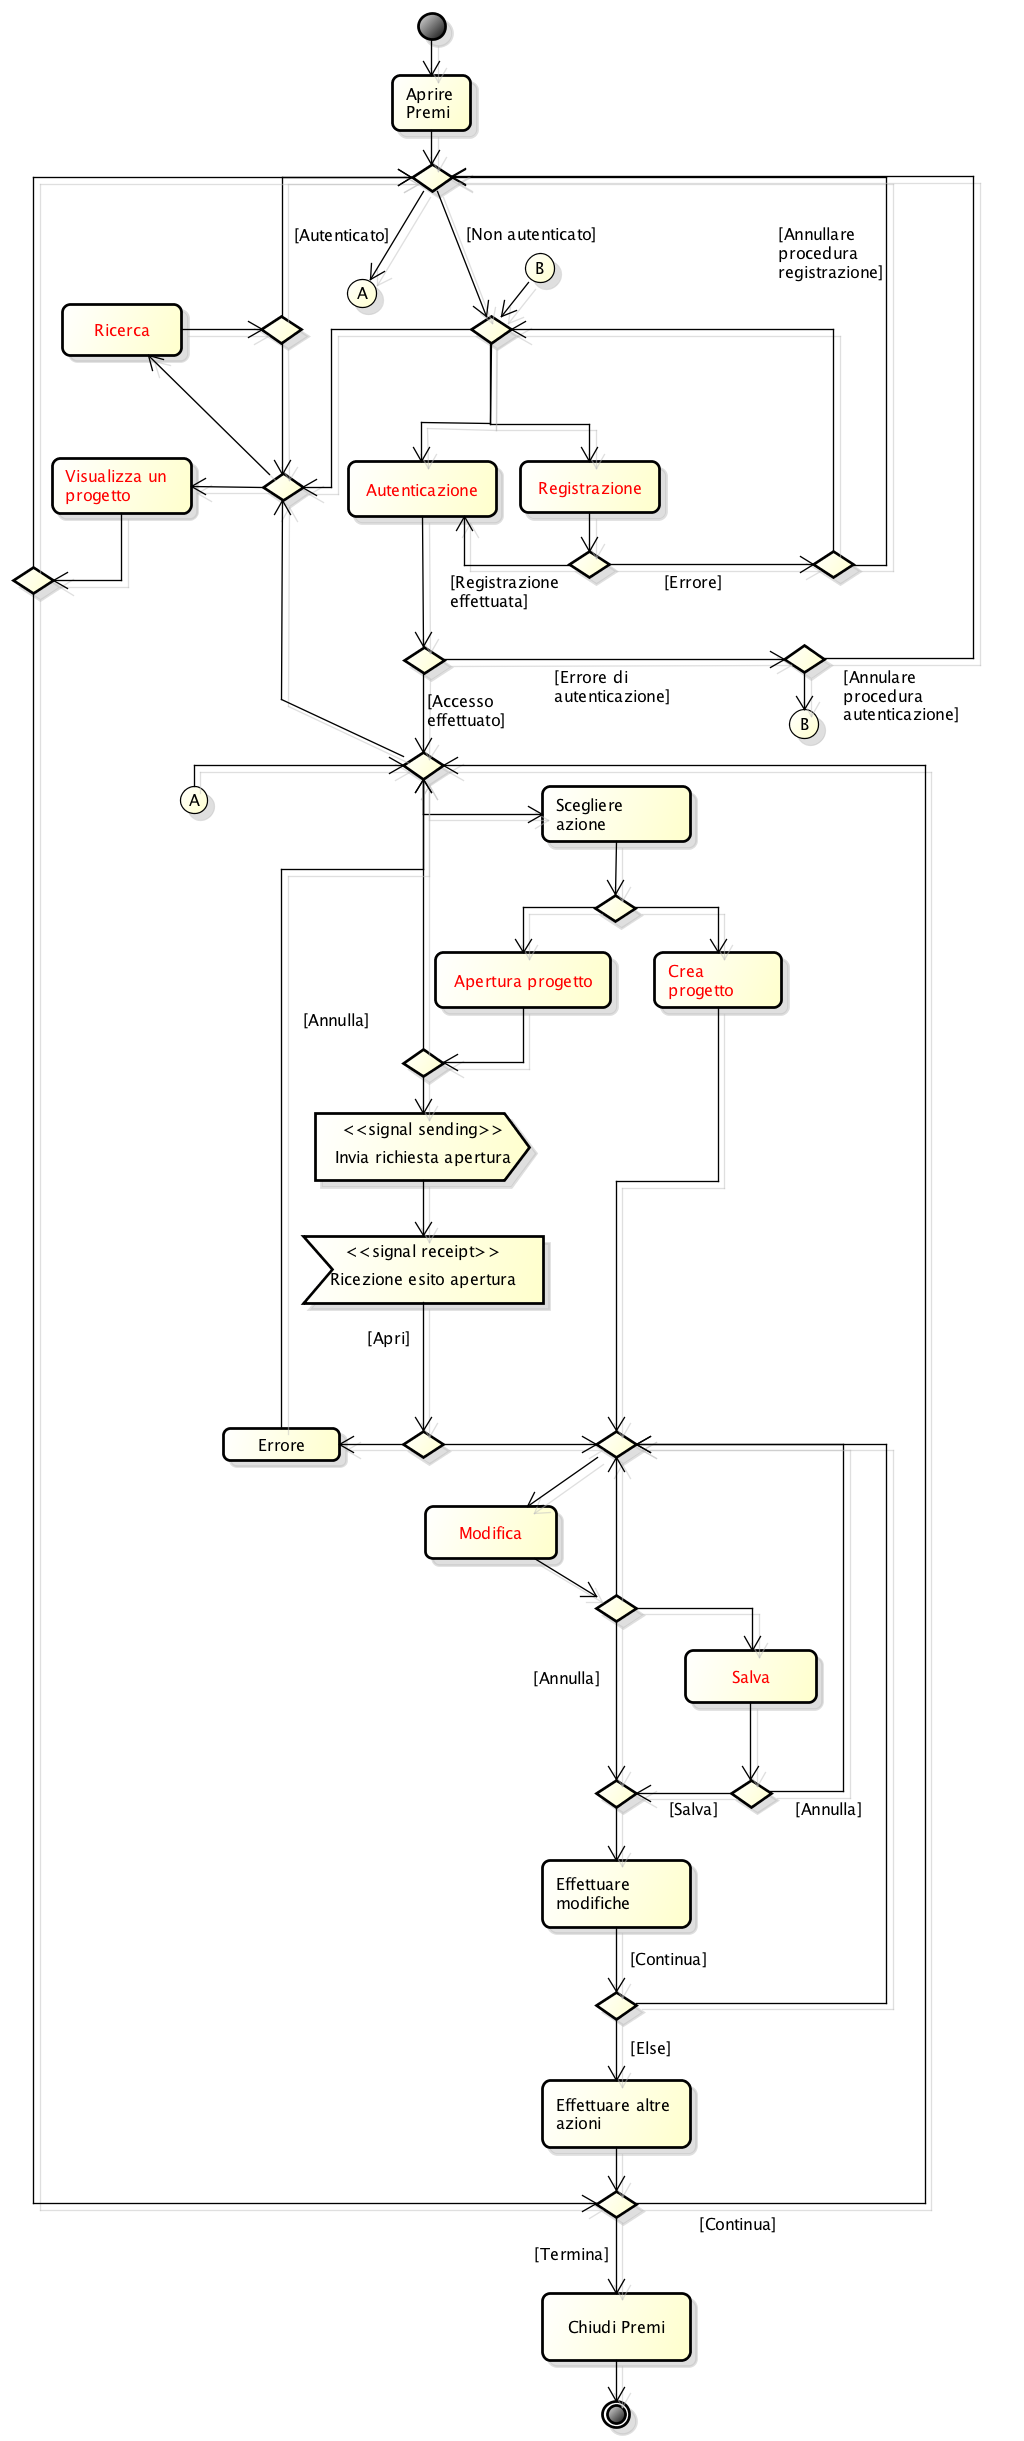 Aprire
Premi
[Autenticato]
[Non autenticato]
[Annullare
procedura
registrazione]
B
A
Ricerca
Visualizza un
progetto
Autenticazione
Registrazione
[Registrazione
effettuata]
[Errore]
[Errore di
autenticazione]
[Annulare
procedura
autenticazione]
[Accesso
effettuato]
B
A
Scegliere
azione
Apertura progetto
Crea
progetto
[Annulla]
<<signal sending>>
Invia richiesta apertura
<<signal receipt>>
Ricezione esito apertura
[Apri]
Errore
Modifica
[Annulla]
Salva
[Salva]
[Annulla]
Effettuare
modifiche
[Continua]
[Else]
Effettuare altre
azioni
[Continua]
[Termina]
Chiudi Premi